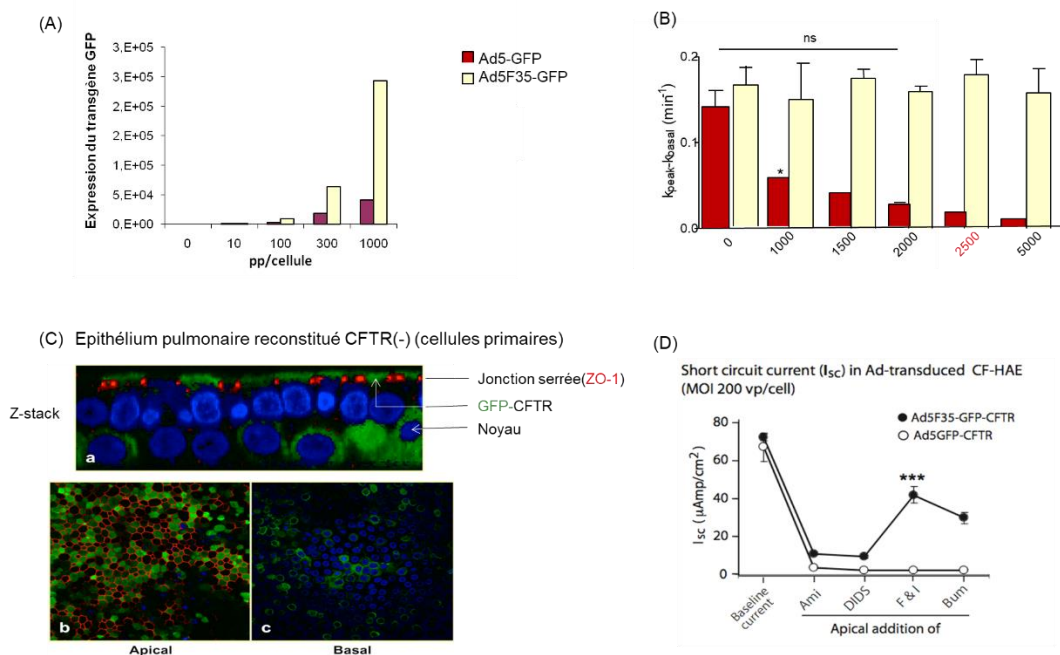 (A)
Expression du transgène GFP
3,E+05
3,E+05
2,E+05
2,E+05
1,E+05
5,E+04
0,E+00
0 10 100 300 1000
pp/cellule
Ad5-GFP
Ad5F35-GFP
(B)
ns
kpeak-kbasal (min-1)
0.2
0.1
0.0
*
0 1000 1500 2000 2500 5000
(C) Epithélium pulmonaire reconstitué CFTR(-) (cellules primaires)
Z-stack
Jonction serrée(ZO-1)
GFP-CFTR
Noyau
a
b
c
Apical Basal
(D)
Short circuit current (Isc) in Ad-transduced CF-HAE
(MOI 200 vp/cell)
Ad5F35-GFP-CFTR
Ad5GFP-CFTR
Isc (µAmp/cm2)
80
60
40
20
0
***
Baseline current
Ami
DIDS
F & I
Bum
Apical addition of